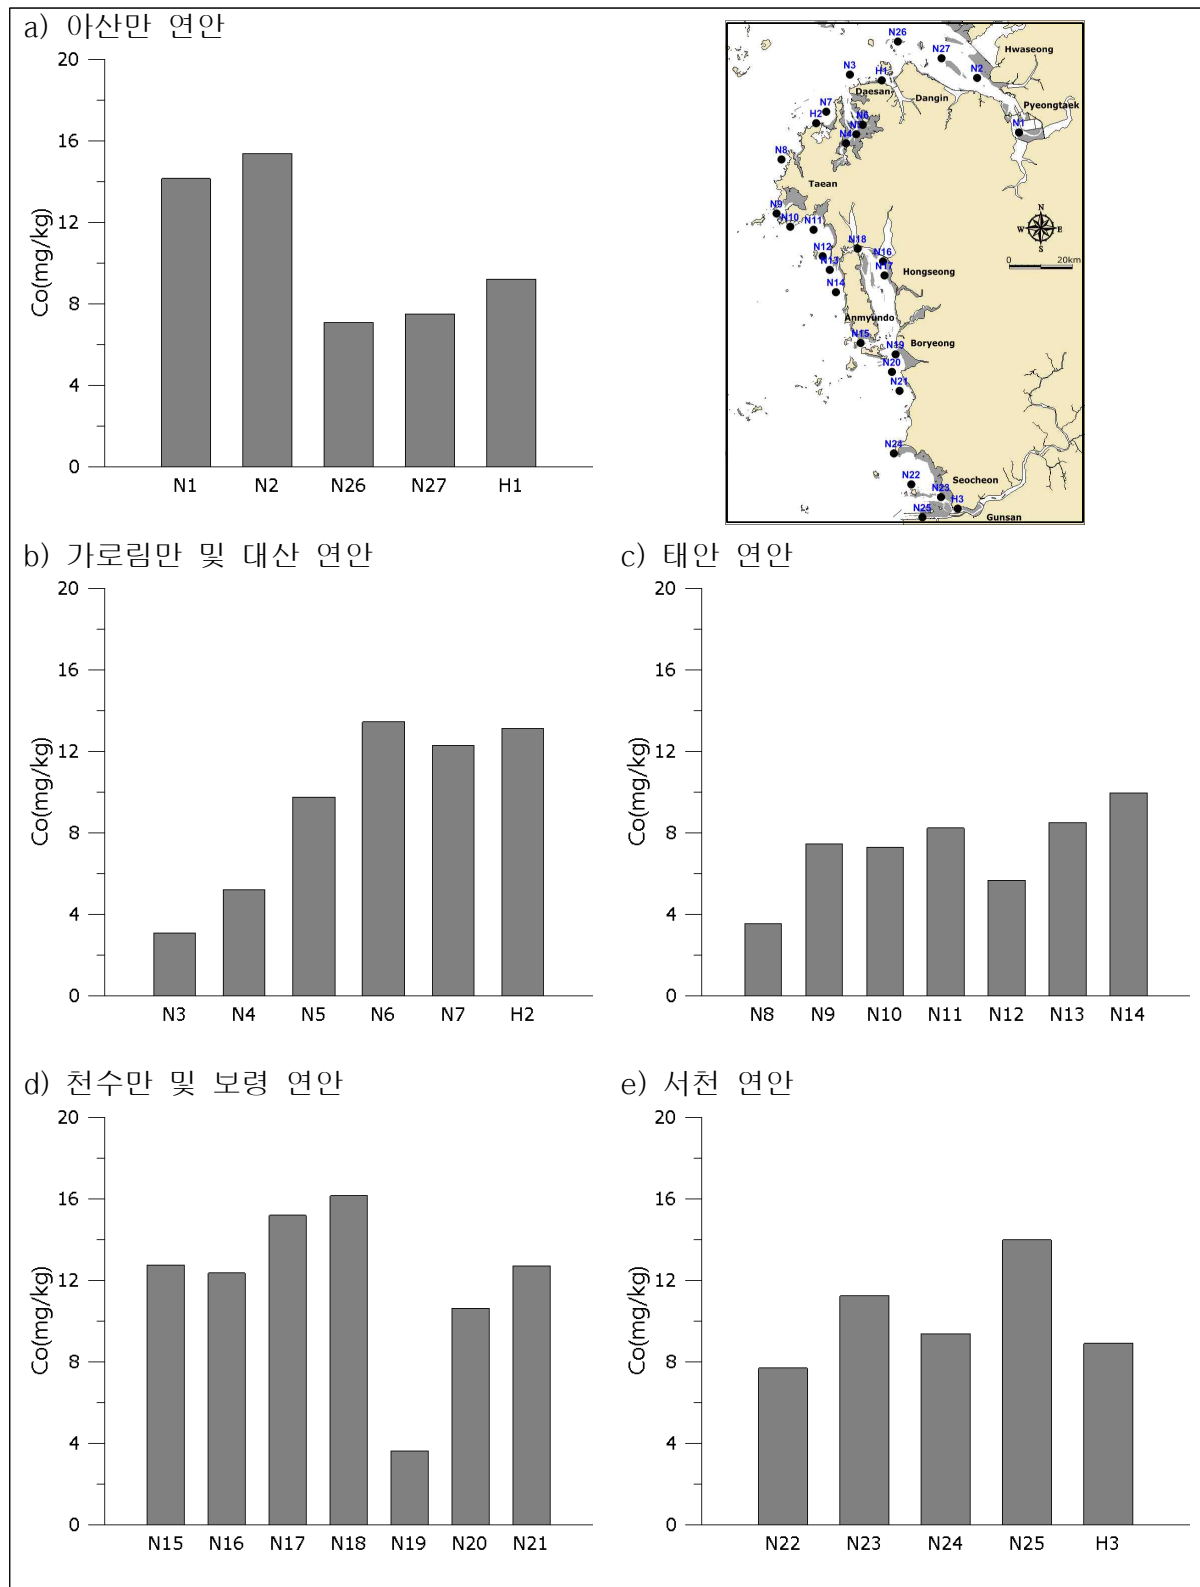 a) 아산만 연안
20
16
12
8
4
0
Co(mg/kg)
N1 N2 N26 N27 H1
N26
N27
Hwaseong
N3
H1
N2
Daesan
Dangin
Pyeongtaek
N7
H2
N6
N5
N4
N1
N8
Taean
N9
N10
N11
N
W E
S
N18
N12
N16
N13
N17
Hongseong
0 20km
N14
Anmyundo
N15
N19
Boryeong
N20
N21
N24
N22
Seocheon
N23
H3
N25
Gunsan
b) 가로림만 및 대산 연안
20
16
12
8
4
0
Co(mg/kg)
N3 N4 N5 N6 N7 H2
c) 태안 연안
20
16
12
8
4
0
Co(mg/kg)
N8 N9 N10 N11 N12 N13 N14
d) 천수만 및 보령 연안
20
16
12
8
4
0
Co(mg/kg)
N15 N16 N17 N18 N19 N20 N21
e) 서천 연안
20
16
12
8
4
0
Co(mg/kg)
N22 N23 N24 N25 H3